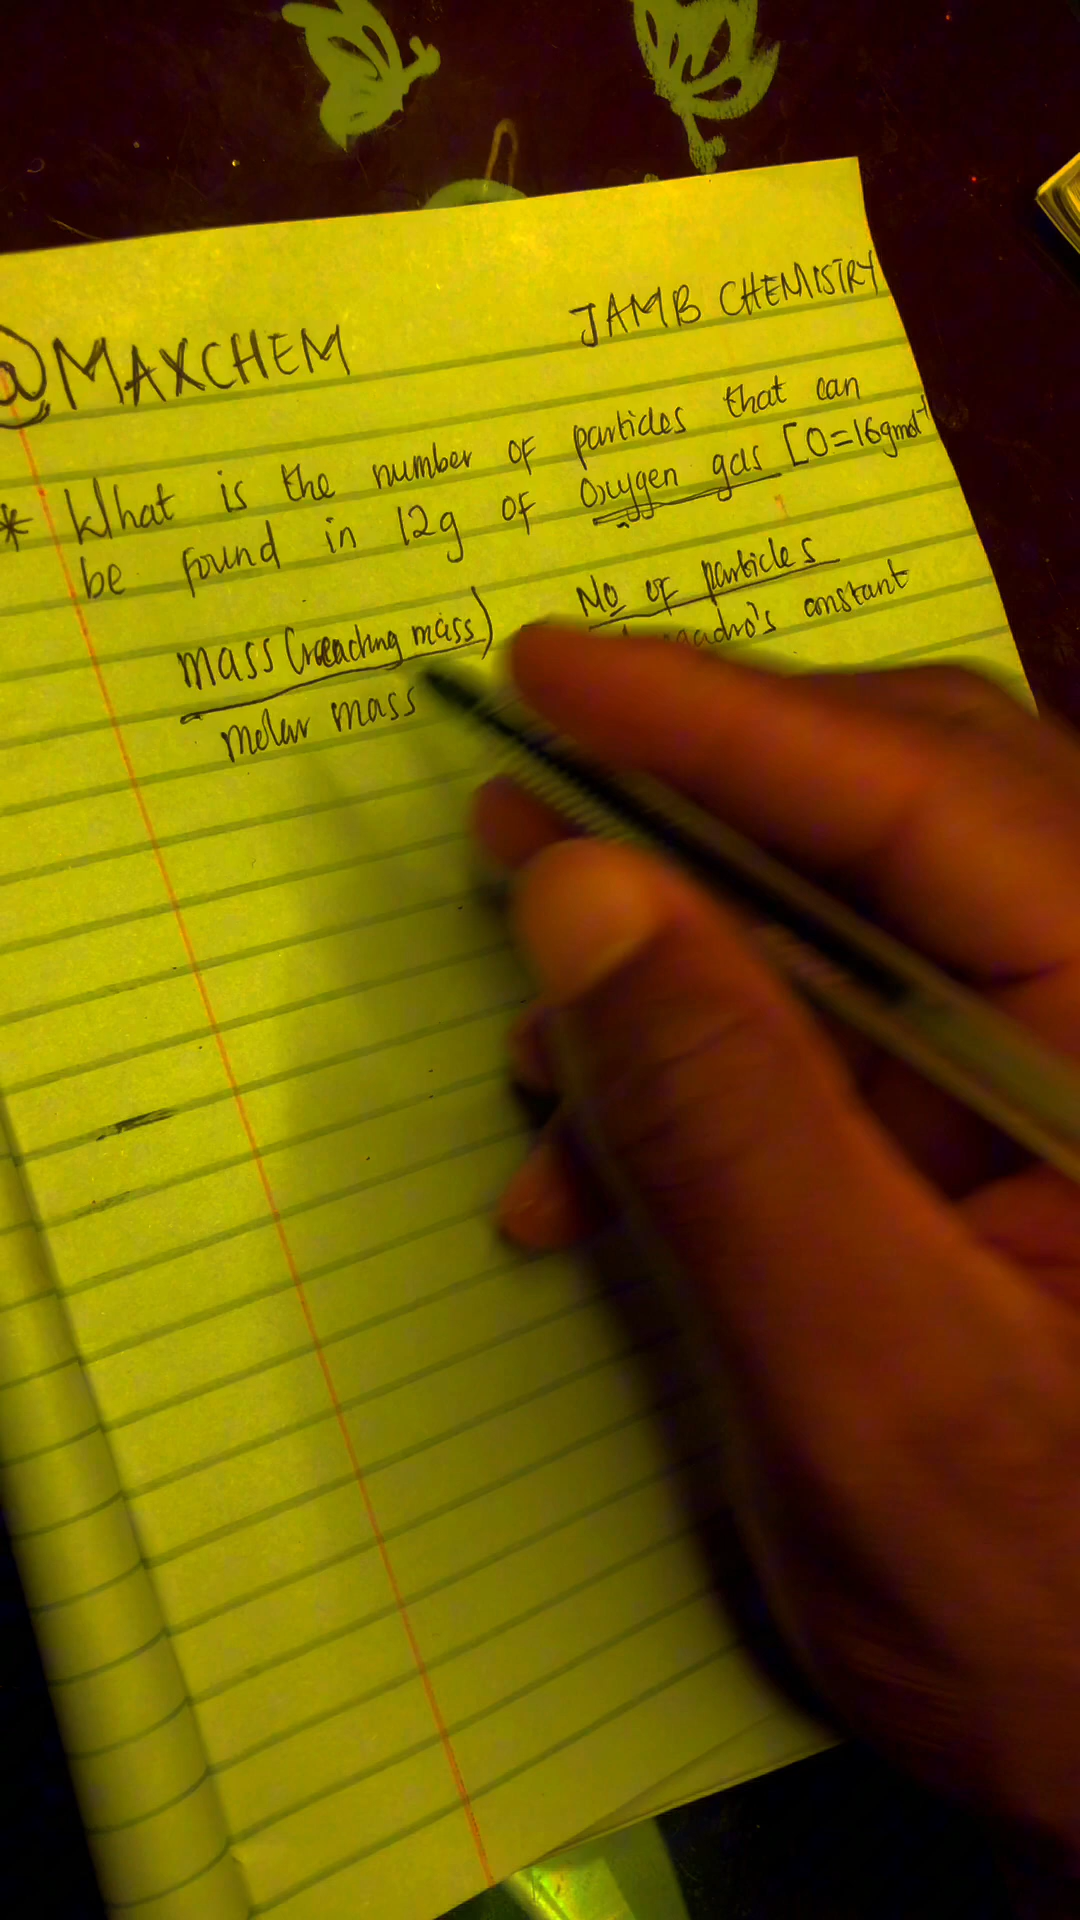 @MAXCHEM
JAMB CHEMISTRY
* What is the number of particles that can
be found in 12g of Oxygen gas [O=16gmol⁻¹
mass (reaching mass)
molar mass
No of particles
constant